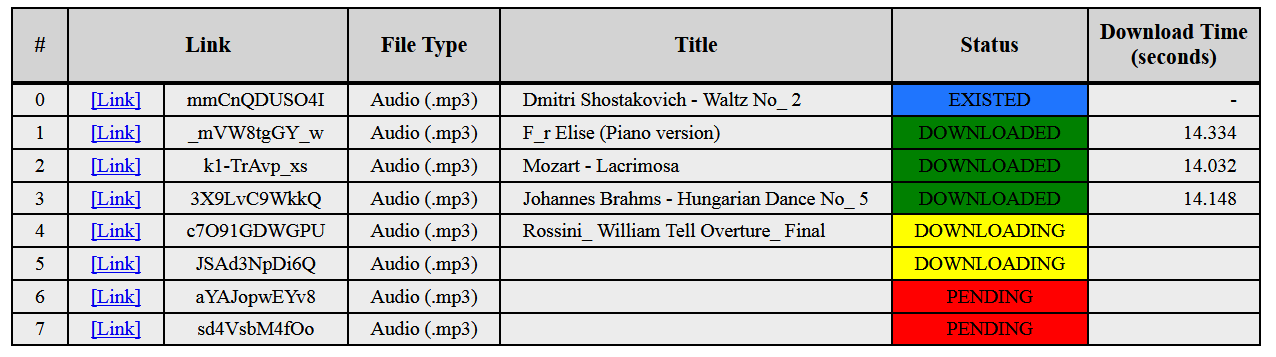 # Link File Type Title Status Download Time (seconds)
0 [Link] mmCnQDUSO4I Audio (.mp3) Dmitri Shostakovich - Waltz No_ 2 EXISTED -
1 [Link] _mVW8tgGY_w Audio (.mp3) F_r Elise (Piano version) DOWNLOADED 14.334
2 [Link] k1-TrAvp_xs Audio (.mp3) Mozart - Lacrimosa DOWNLOADED 14.032
3 [Link] 3X9LvC9WkkQ Audio (.mp3) Johannes Brahms - Hungarian Dance No_ 5 DOWNLOADED 14.148
4 [Link] c7O91GDWGPU Audio (.mp3) Rossini_ William Tell Overture_ Final DOWNLOADING
5 [Link] JSAd3NpDi6Q Audio (.mp3) DOWNLOADING
6 [Link] aYAJopwEYv8 Audio (.mp3) PENDING
7 [Link] sd4VsbM4fOo Audio (.mp3) PENDING